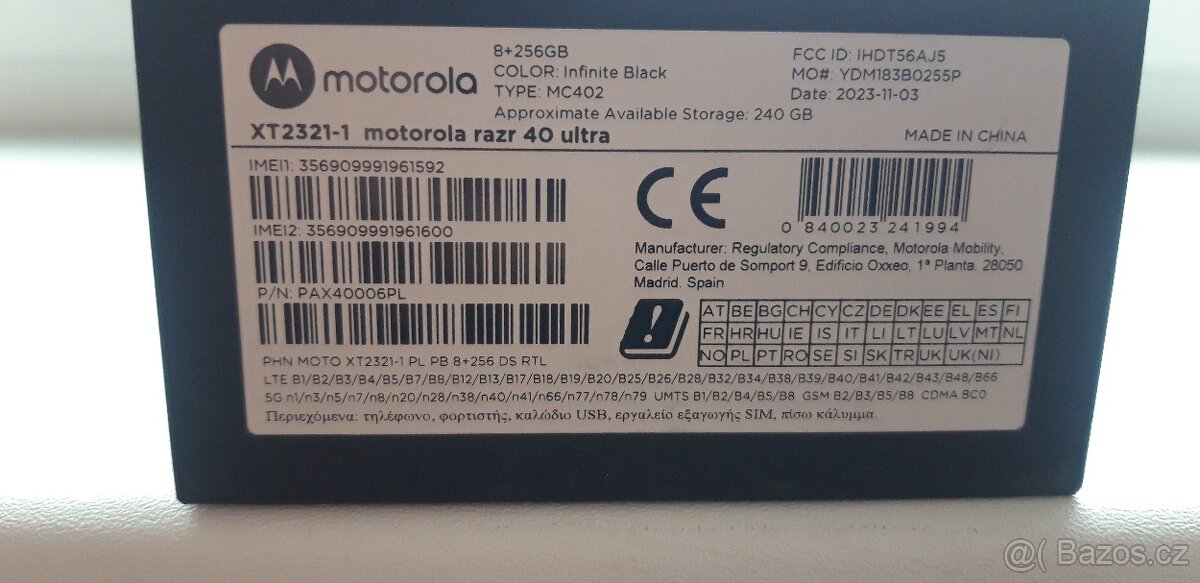 motorola
8+256GB
COLOR: Infinite Black
TYPE: MC402
Approximate Available Storage: 240 GB
FCC ID: IHDT56AJ5
MO#: YDM183B0255P
Date: 2023-11-03
XT2321-1 motorola razr 40 ultra
MADE IN CHINA
IMEI1: 356909991961592
IMEI2: 356909991961600
P/N: PAX40006PL
PHN MOTO XT2321-1 PL PB 8+256 DS RTL
CE
0 840023 241994
Manufacturer: Regulatory Compliance, Motorola Mobility,
Calle Puerto de Somport 9, Edificio Oxxeo, 1ª Planta. 28050
Madrid. Spain
AT BE BG CH CY CZ DE DK EE EL ES FI
FR HR HU IE IS IT LI LT LU LV MT NL
NO PL PT RO SE SI SK TR UK UK(NI)
LTE B1/B2/B3/B4/B5/B7/B8/B12/B13/B17/B18/B19/B20/B25/B26/B28/B32/B34/B38/B39/B40/B41/B42/B43/B48/B66
5G n1/n3/n5/n7/n8/n20/n28/n38/n40/n41/n66/n77/n78/n79 UMTS B1/B2/B4/B5/B8 GSM B2/B3/B5/B8 CDMA BC0
Περιεχόμενα: τηλέφωνο, φορτιστής, καλώδιο USB, εργαλείο εξαγωγής SIM, πίσω κάλυμμα.
@( Bazos.cz